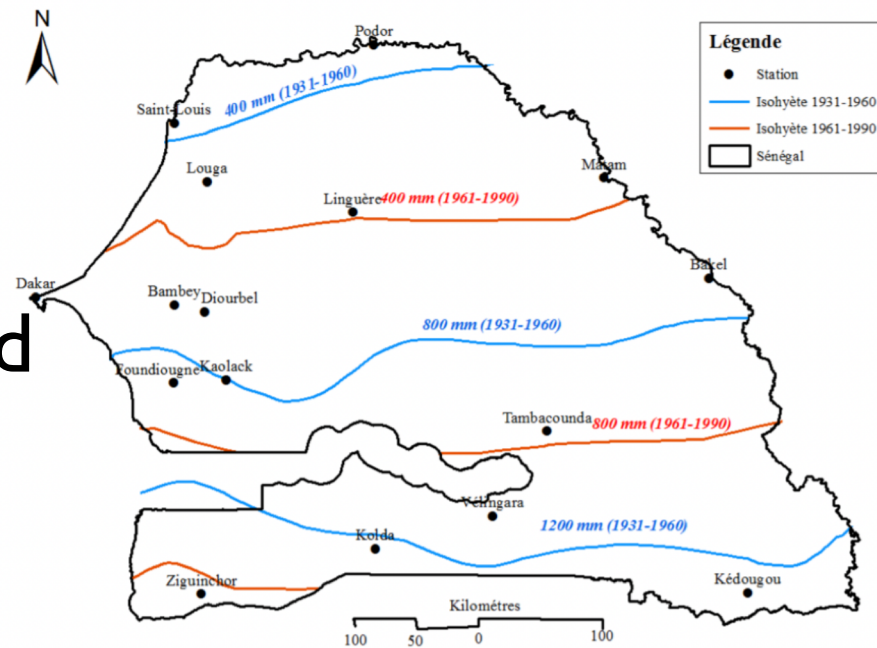 N
Podor
Légende
Station
Isohyète 1931-1960
Isohyète 1961-1990
Sénégal
400 mm (1931-1960)
Saint-Louis
Louga
Matam
Linguère
400 mm (1961-1990)
Bakel
Dakar
Bambey
Diourbel
d
800 mm (1931-1960)
Foundiougne
Kaolack
Tambacounda
800 mm (1961-1990)
Vélingara
1200 mm (1931-1960)
Kolda
Ziguinchor
Kédougou
Kilométres
100 50 0 100